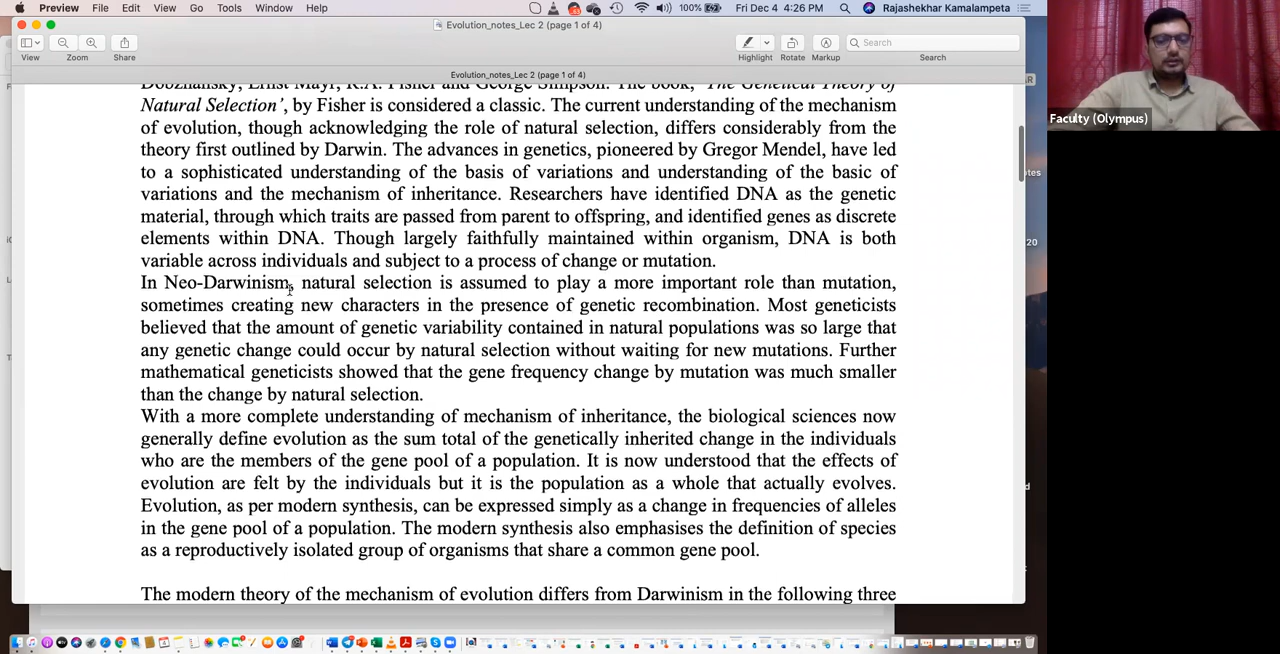 Preview File Edit View Go Tools Window Help 100% Fri Dec 4 4:26 PM Rajashekhar Kamalampeta
Evolution_notes_Lec 2 (page 1 of 4)
Search
View Zoom Share Highlight Rotate Markup Search
Evolution_notes_Lec 2 (page 1 of 4)
Dobzhansky, Ernst Mayr, R.A. Fisher and George Simpson. The book, 'The Genetical Theory of
Natural Selection', by Fisher is considered a classic. The current understanding of the mechanism
of evolution, though acknowledging the role of natural selection, differs considerably from the
theory first outlined by Darwin. The advances in genetics, pioneered by Gregor Mendel, have led
to a sophisticated understanding of the basis of variations and understanding of the basic of
variations and the mechanism of inheritance. Researchers have identified DNA as the genetic
material, through which traits are passed from parent to offspring, and identified genes as discrete
elements within DNA. Though largely faithfully maintained within organism, DNA is both
variable across individuals and subject to a process of change or mutation.
In Neo-Darwinism, natural selection is assumed to play a more important role than mutation,
sometimes creating new characters in the presence of genetic recombination. Most geneticists
believed that the amount of genetic variability contained in natural populations was so large that
any genetic change could occur by natural selection without waiting for new mutations. Further
mathematical geneticists showed that the gene frequency change by mutation was much smaller
than the change by natural selection.
With a more complete understanding of mechanism of inheritance, the biological sciences now
generally define evolution as the sum total of the genetically inherited change in the individuals
who are the members of the gene pool of a population. It is now understood that the effects of
evolution are felt by the individuals but it is the population as a whole that actually evolves.
Evolution, as per modern synthesis, can be expressed simply as a change in frequencies of alleles
in the gene pool of a population. The modern synthesis also emphasises the definition of species
as a reproductively isolated group of organisms that share a common gene pool.
The modern theory of the mechanism of evolution differs from Darwinism in the following three
Faculty (Olympus)